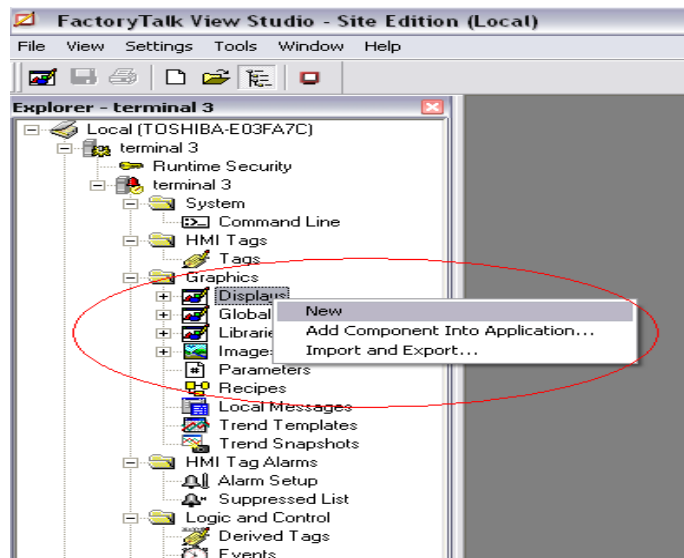 FactoryTalk View Studio - Site Edition (Local)
File View Settings Tools Window Help
Explorer - terminal 3
Local (TOSHIBA-E03FA7C)
terminal 3
Runtime Security
terminal 3
System
Command Line
HMI Tags
Tags
Graphics
Displays
New
Global
Add Component Into Application...
Librarie
Images
Import and Export...
Parameters
Recipes
Local Messages
Trend Templates
Trend Snapshots
HMI Tag Alarms
Alarm Setup
Suppressed List
Logic and Control
Derived Tags
Events